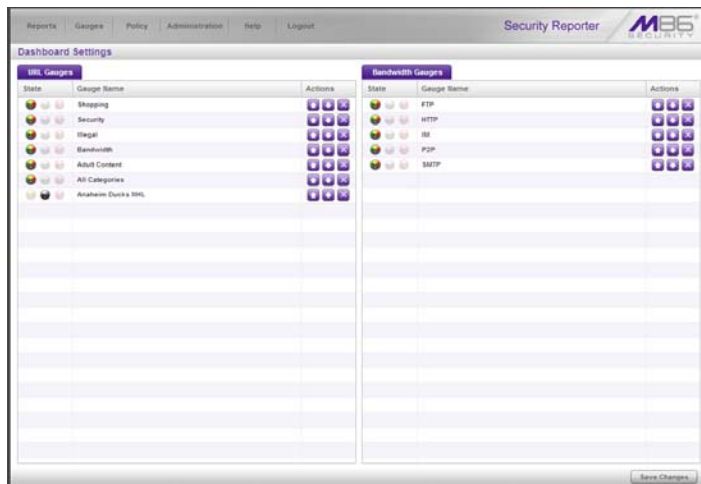 Reports Gauges Policy Administration Help Logout
Security Reporter
M86
SECURITY
Dashboard Settings
URL Gauges
State Gauge Name Actions
Shopping
Security
Illegal
Bandwidth
Adult Content
All Categories
Anaheim Ducks NHL
Bandwidth Gauges
State Gauge Name Actions
FTP
HTTP
IM
P2P
SMTP
Save Changes